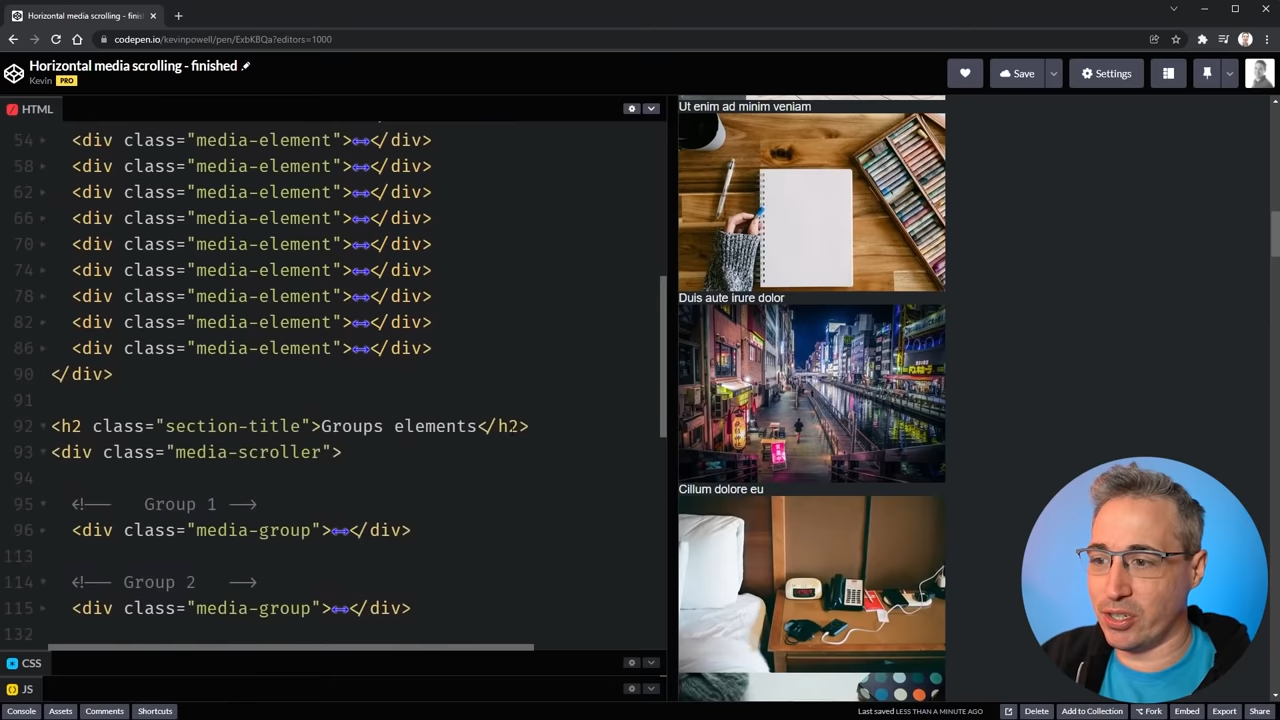 Horizontal media scrolling - finis
codepen.io/kevinpowell/pen/ExbKBQa?editors=1000
Horizontal media scrolling - finished
Kevin PRO
Save
Settings
HTML
54 <div class="media-element"></div>
58 <div class="media-element"></div>
62 <div class="media-element"></div>
66 <div class="media-element"></div>
70 <div class="media-element"></div>
74 <div class="media-element"></div>
78 <div class="media-element"></div>
82 <div class="media-element"></div>
86 <div class="media-element"></div>
90 </div>
91
92 <h2 class="section-title">Groups elements</h2>
93 <div class="media-scroller">
94
95 <!-- Group 1 -->
96 <div class="media-group"></div>
113
114 <!-- Group 2 -->
115 <div class="media-group"></div>
132
CSS
JS
Ut enim ad minim veniam
Duis aute irure dolor
Cillum dolore eu
Console
Assets
Comments
Shortcuts
Last saved LESS THAN A MINUTE AGO
Delete
Add to Collection
Fork
Embed
Export
Share